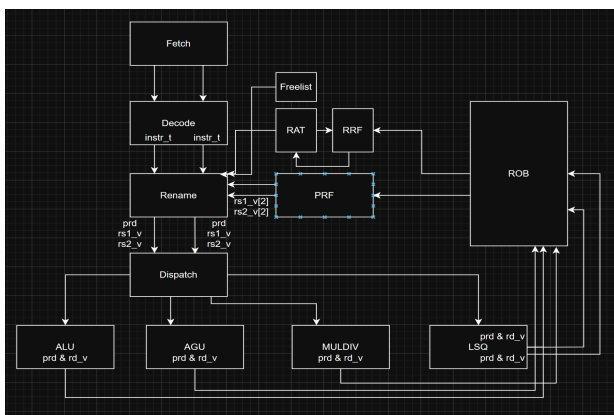 Fetch
Freelist
Decode
instr_t instr_t
RAT
RRF
ROB
Rename
PRF
rs1_v[2]
rs2_v[2]
prd
rs1_v
rs2_v
prd
rs1_v
rs2_v
Dispatch
ALU
prd & rd_v
AGU
prd & rd_v
MULDIV
prd & rd_v
prd & rd_v
LSQ
prd & rd_v